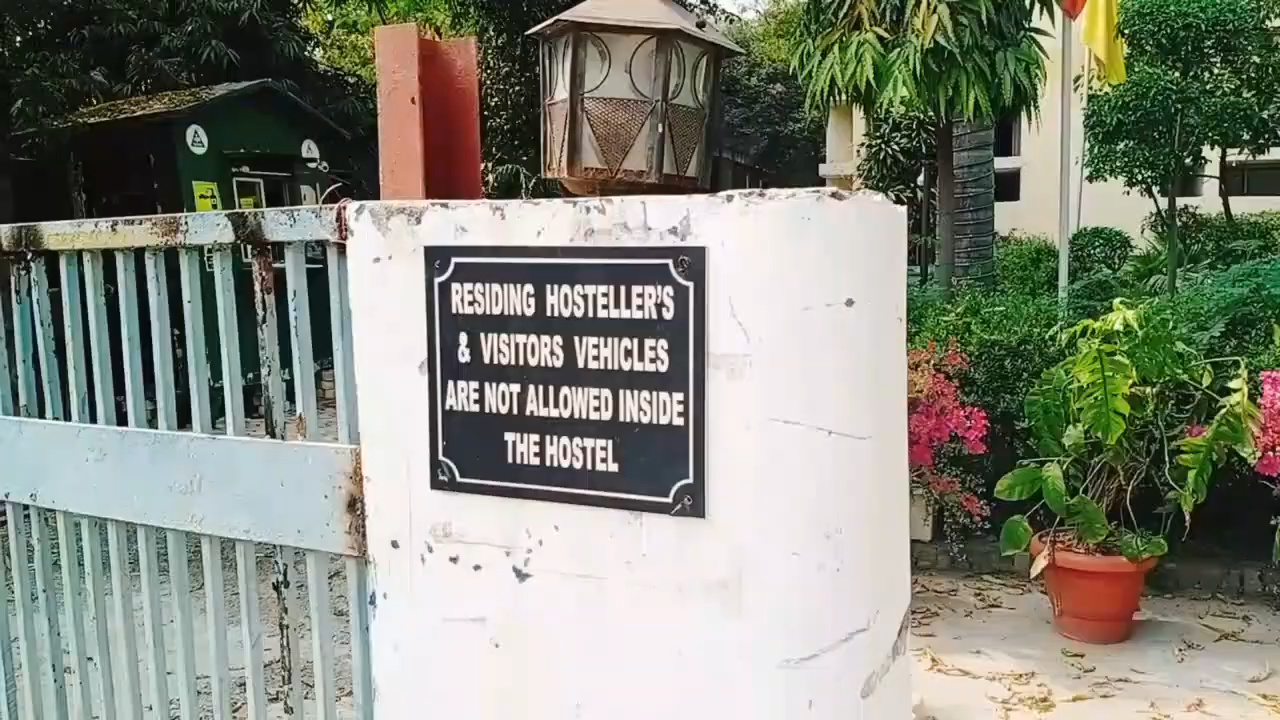 RESIDING HOSTELLER'S
& VISITORS VEHICLES
ARE NOT ALLOWED INSIDE
THE HOSTEL